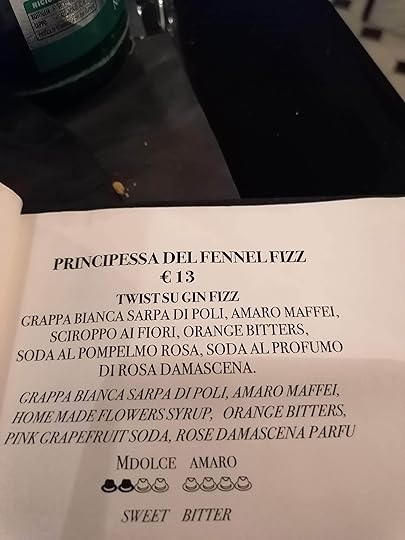 RICIC
PRINCIPESSA DEL FENNEL FIZZ
€ 13
TWIST SU GIN FIZZ
GRAPPA BIANCA SARPA DI POLI, AMARO MAFFEI,
SCIROPPO AI FIORI, ORANGE BITTERS,
SODA AL POMPELMO ROSA, SODA AL PROFUMO
DI ROSA DAMASCENA.
GRAPPA BIANCA SARPA DI POLI, AMARO MAFFEI,
HOME MADE FLOWERS SYRUP, ORANGE BITTERS,
PINK GRAPEFRUIT SODA, ROSE DAMASCENA PARFU
MDOLCE AMARO
SWEET BITTER